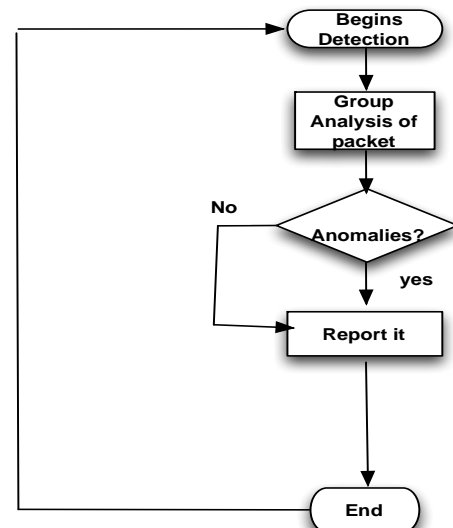 Begins
Detection
Group
Analysis of
packet
No
Anomalies?
yes
Report it
End